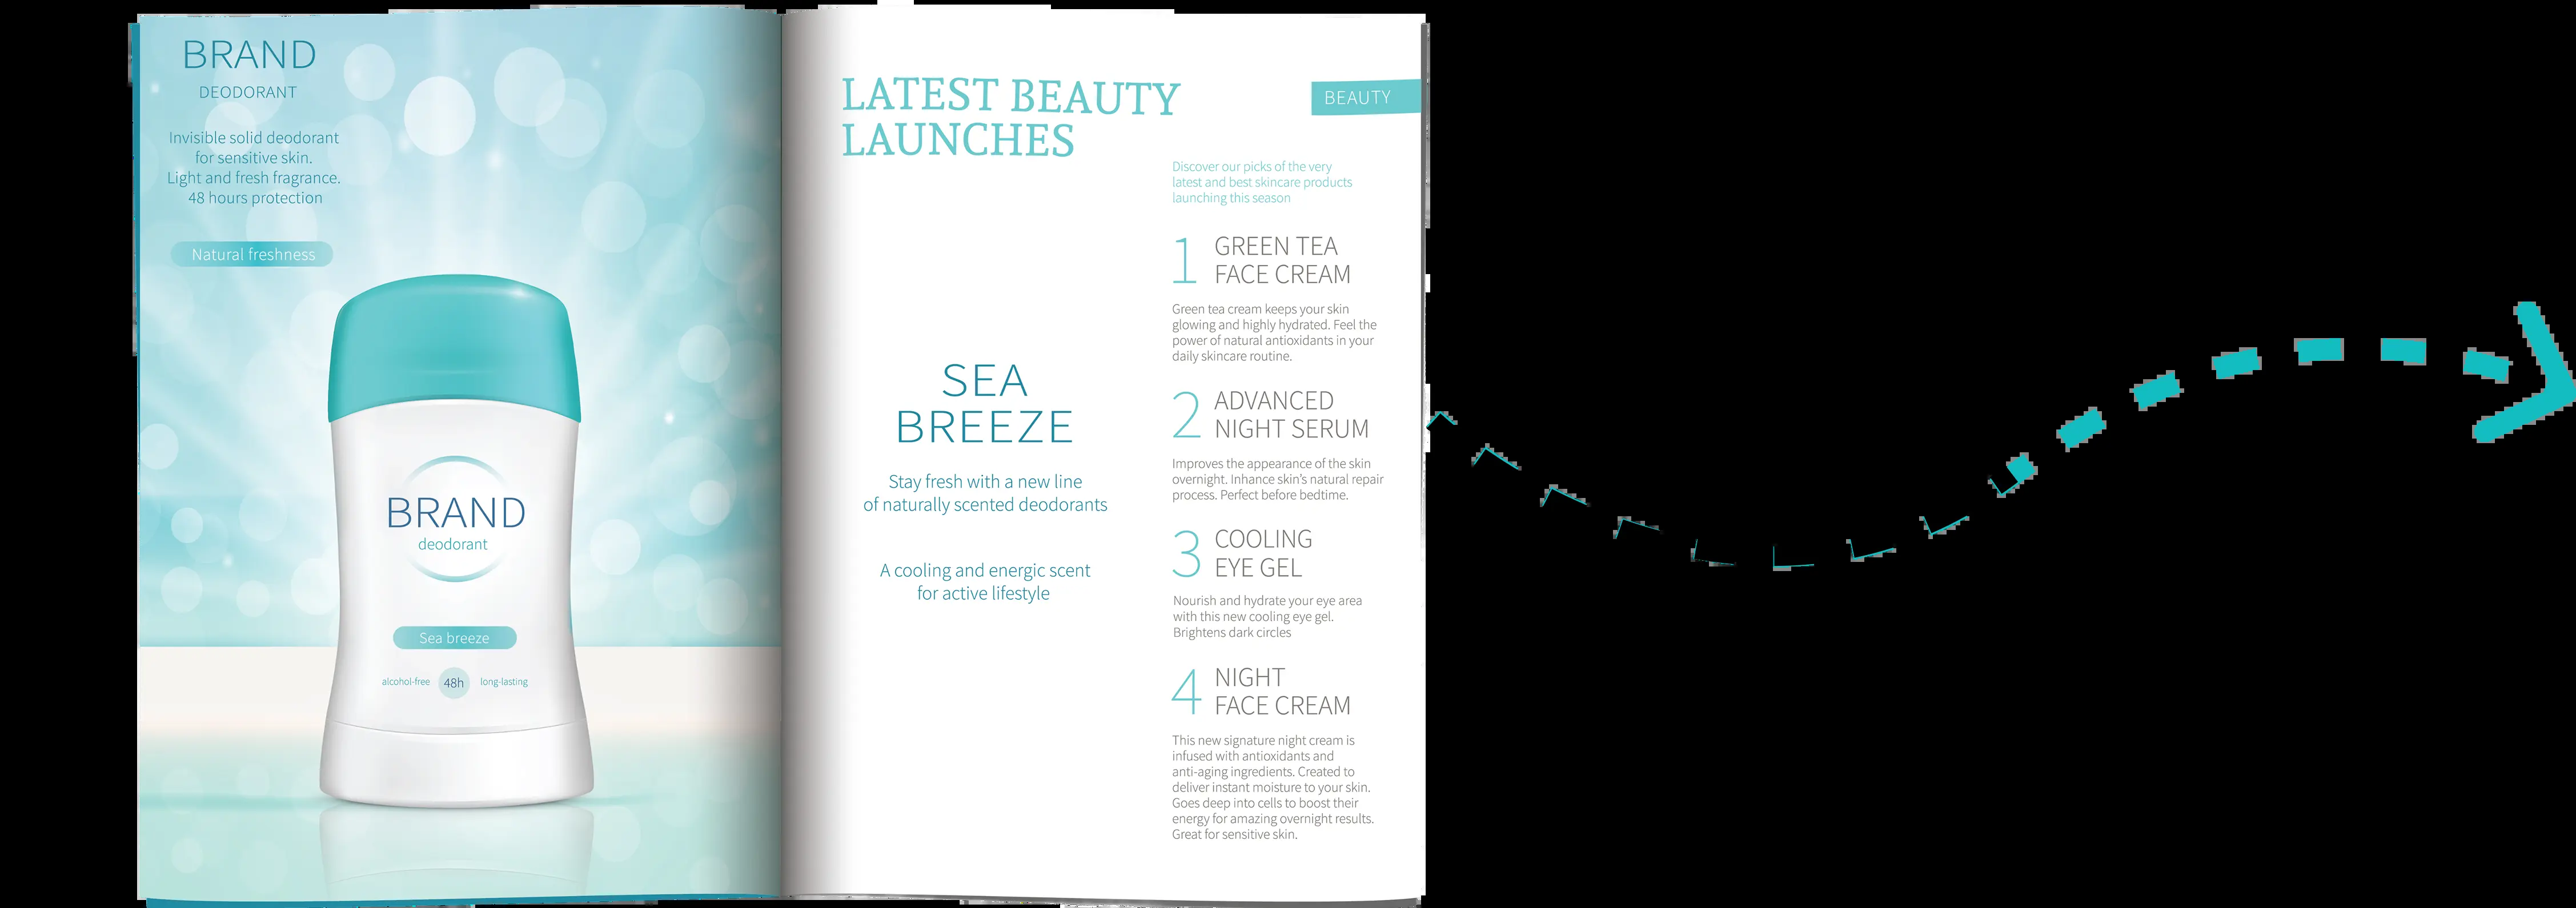 BRAND
DEODORANT
Invisible solid deodorant
for sensitive skin.
Light and fresh fragrance.
48 hours protection
Natural freshness
BRAND
deodorant
Sea breeze
alcohol-free 48h long-lasting
LATEST BEAUTY
LAUNCHES
BEAUTY
SEA
BREEZE
Stay fresh with a new line
of naturally scented deodorants
A cooling and energic scent
for active lifestyle
Discover our picks of the very
latest and best skincare products
launching this season
1 GREEN TEA
FACE CREAM
Green tea cream keeps your skin
glowing and highly hydrated. Feel the
power of natural antioxidants in your
daily skincare routine.
2 ADVANCED
NIGHT SERUM
Improves the appearance of the skin
overnight. Inhance skin's natural repair
process. Perfect before bedtime.
3 COOLING
EYE GEL
Nourish and hydrate your eye area
with this new cooling eye gel.
Brightens dark circles
4 NIGHT
FACE CREAM
This new signature night cream is
infused with antioxidants and
anti-aging ingredients. Created to
deliver instant moisture to your skin.
Goes deep into cells to boost their
energy for amazing overnight results.
Great for sensitive skin.